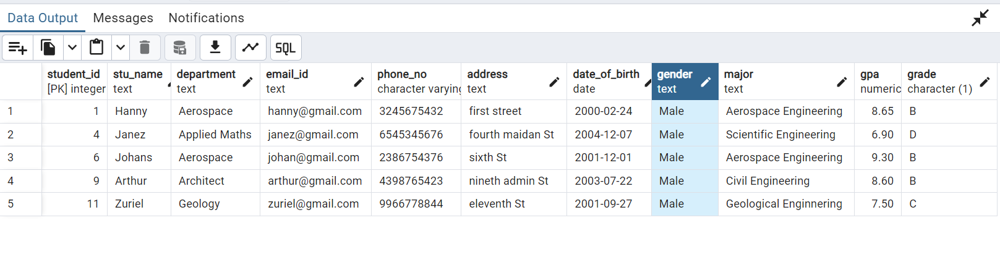 Data Output Messages Notifications
SQL
student_id stu_name department email_id phone_no address date_of_birth gender major gpa grade
[PK] integer text text text character varying text date text text numeric character (1)
1 1 Hanny Aerospace hanny@gmail.com 3245675432 first street 2000-02-24 Male Aerospace Engineering 8.65 B
2 4 Janez Applied Maths janez@gmail.com 6545345676 fourth maidan St 2004-12-07 Male Scientific Engineering 6.90 D
3 6 Johans Aerospace johan@gmail.com 2386754376 sixth St 2001-12-01 Male Aerospace Engineering 9.30 B
4 9 Arthur Architect arthur@gmail.com 4398765423 nineth admin St 2003-07-22 Male Civil Engineering 8.60 B
5 11 Zuriel Geology zuriel@gmail.com 9966778844 eleventh St 2001-09-27 Male Geological Enginnering 7.50 C